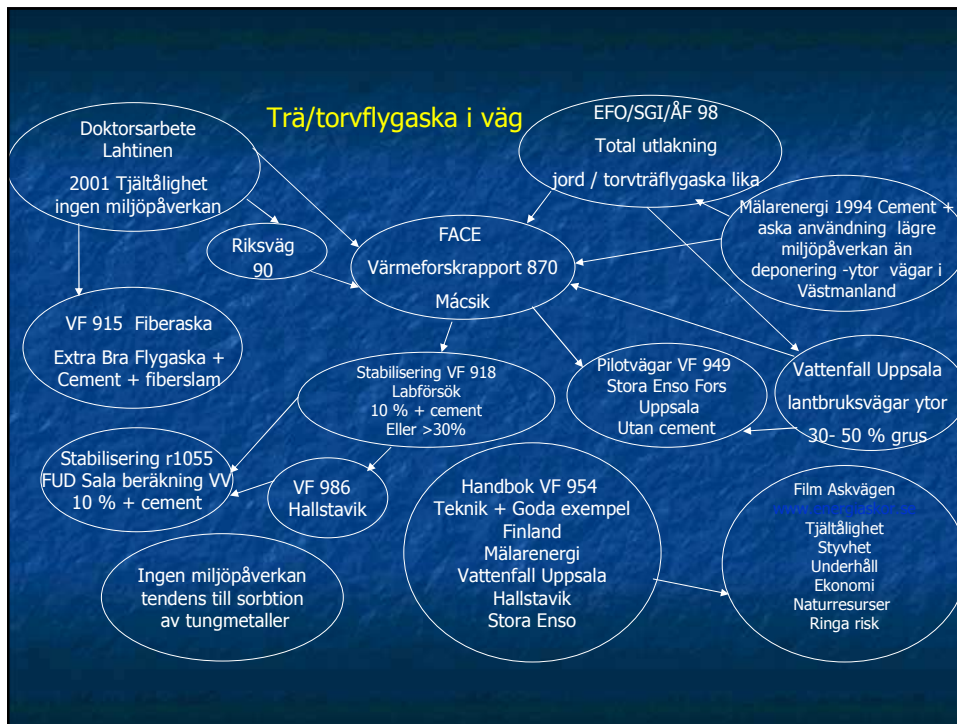 Trä/torvflygaska i väg
Doktorsarbete
Lahtinen
2001 Tjältålighet
ingen miljöpåverkan
EFO/SGI/ÅF 98
Total utlakning
jord / torvträflygaska lika
Mälarenergi 1994 Cement +
aska användning lägre
miljöpåverkan än
deponering -ytor vägar i
Västmanland
Riksväg
90
FACE
Värmeforskrapport 870
Mácsik
VF 915 Fiberaska
Extra Bra Flygaska +
Cement + fiberslam
Stabilisering VF 918
Labförsök
10 % + cement
Eller >30%
Pilotvägar VF 949
Stora Enso Fors
Uppsala
Utan cement
Vattenfall Uppsala
lantbruksvägar ytor
30- 50 % grus
Stabilisering r1055
FUD Sala beräkning VV
10 % + cement
VF 986
Hallstavik
Handbok VF 954
Teknik + Goda exempel
Finland
Mälarenergi
Vattenfall Uppsala
Hallstavik
Stora Enso
Film Askvägen
Tjältålighet
Styvhet
Underhåll
Ekonomi
Naturresurser
Ringa risk
Ingen miljöpåverkan
tendens till sorbtion
av tungmetaller